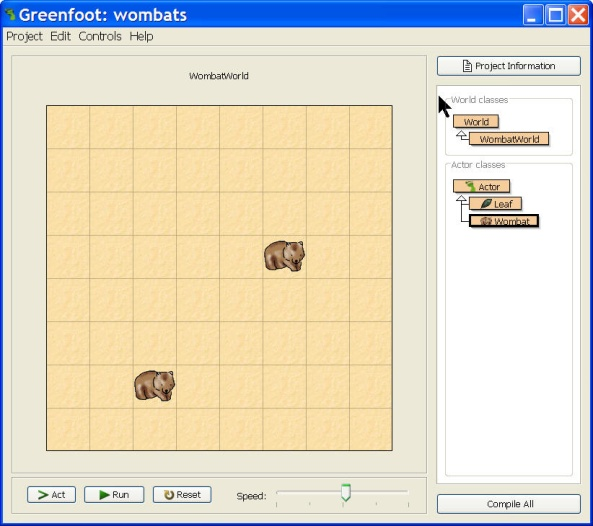 Greenfoot: wombats
Project Edit Controls Help
WombatWorld
Project Information
World classes
World
WombatWorld
Actor classes
Actor
Leaf
Wombat
Act
Run
Reset
Speed:
Compile All